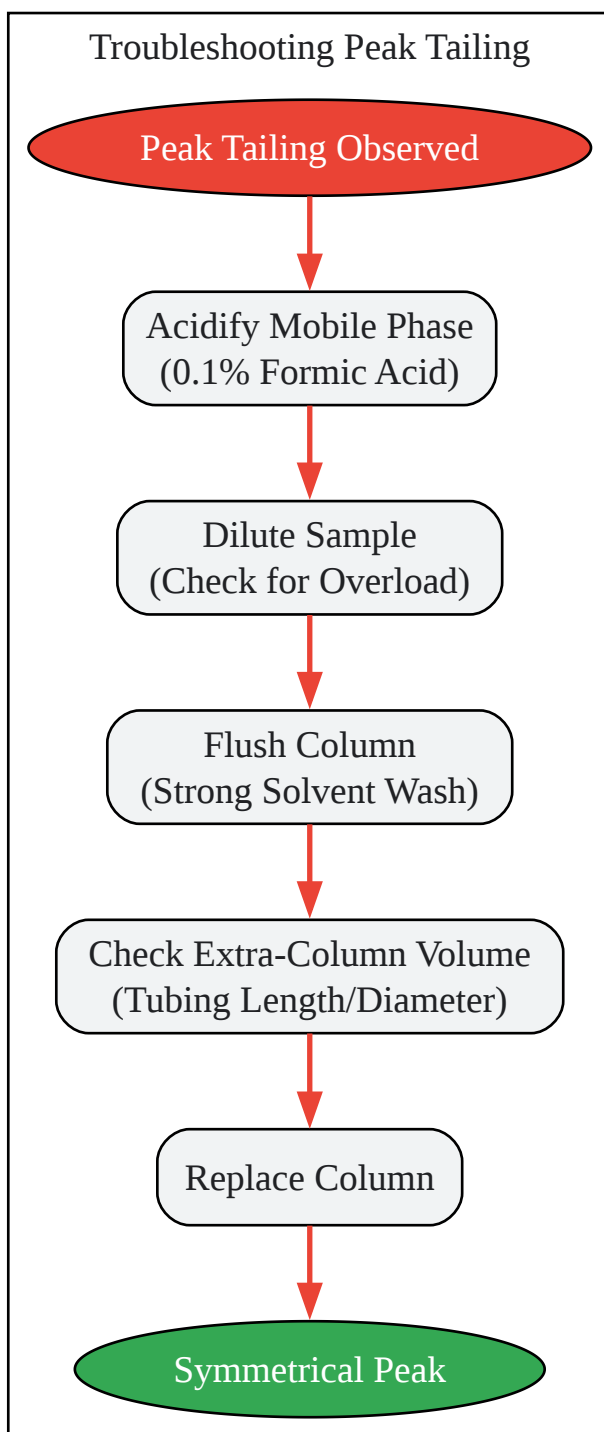 Troubleshooting Peak Tailing
Peak Tailing Observed
Acidify Mobile Phase
(0.1% Formic Acid)
Dilute Sample
(Check for Overload)
Flush Column
(Strong Solvent Wash)
Check Extra-Column Volume
(Tubing Length/Diameter)
Replace Column
Symmetrical Peak